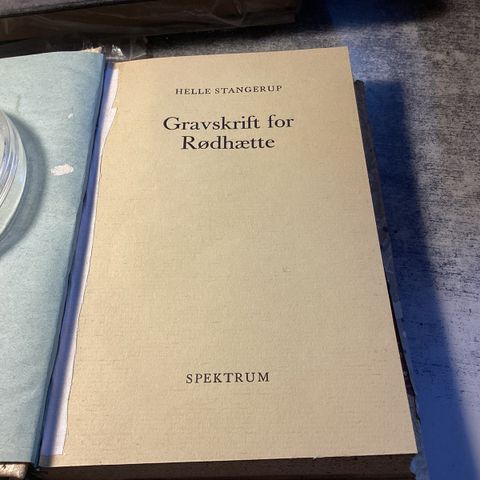 HELLE STANGERUP
Gravskrift for
Rødhætte
SPEKTRUM